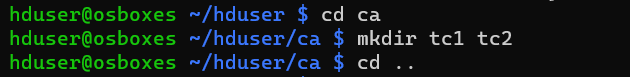 hduser@osboxes ~/hduser $ cd ca
hduser@osboxes ~/hduser/ca $ mkdir tc1 tc2
hduser@osboxes ~/hduser/ca $ cd ..